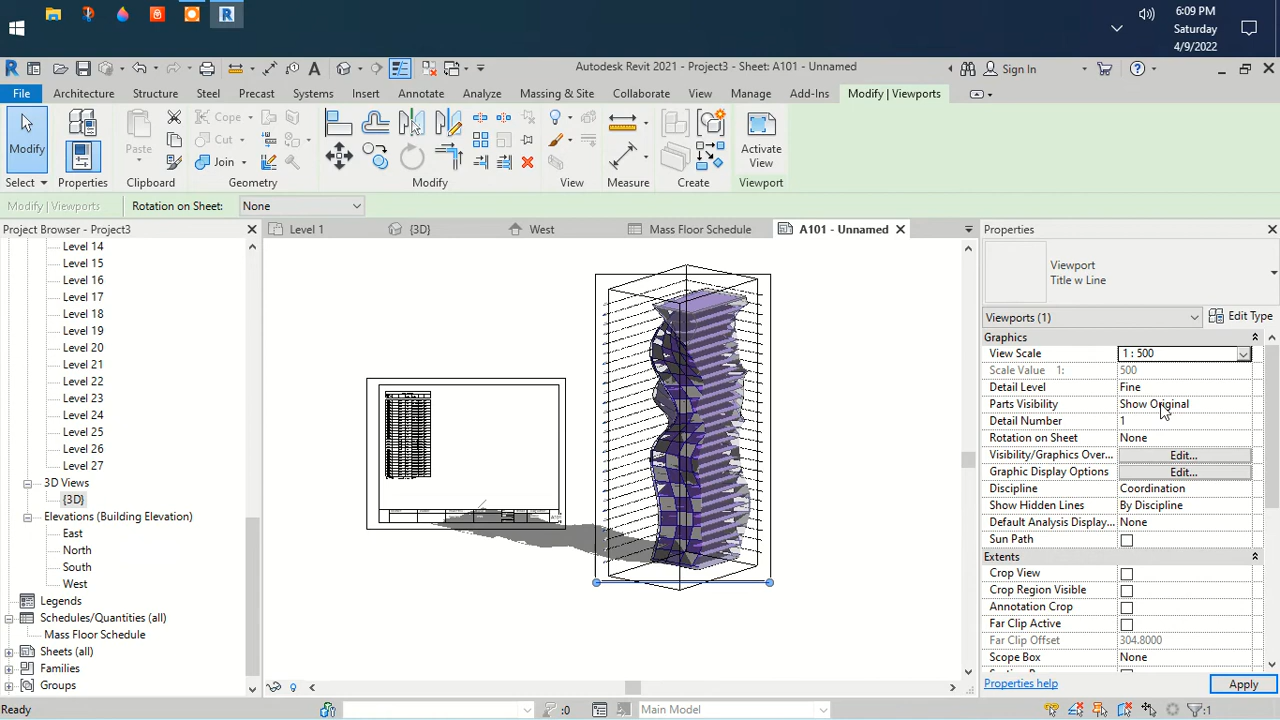 6:09 PM
Saturday
4/9/2022
Autodesk Revit 2021 - Project3 - Sheet: A101 - Unnamed
Sign In
File
Architecture
Structure
Steel
Precast
Systems
Insert
Annotate
Analyze
Massing & Site
Collaborate
View
Manage
Add-Ins
Modify | Viewports
Modify
Paste
Cope
Cut
Join
Activate
View
Select
Properties
Clipboard
Geometry
Modify
View
Measure
Create
Viewport
Modify | Viewports
Rotation on Sheet:
None
Project Browser - Project3
Level 1
{3D}
West
Mass Floor Schedule
A101 - Unnamed
Properties
Level 14
Level 15
Level 16
Level 17
Level 18
Level 19
Level 20
Level 21
Level 22
Level 23
Level 24
Level 25
Level 26
Level 27
3D Views
{3D}
Elevations (Building Elevation)
East
North
South
West
Legends
Schedules/Quantities (all)
Mass Floor Schedule
Sheets (all)
Families
Groups
Viewport
Title w Line
Viewports (1)
Edit Type
Graphics
View Scale 1 : 500
Scale Value 1: 500
Detail Level Fine
Parts Visibility Show Original
Detail Number 1
Rotation on Sheet None
Visibility/Graphics Over... Edit...
Graphic Display Options Edit...
Discipline Coordination
Show Hidden Lines By Discipline
Default Analysis Display... None
Sun Path
Extents
Crop View
Crop Region Visible
Annotation Crop
Far Clip Active
Far Clip Offset 304.8000
Scope Box None
Properties help
Apply
Ready
:0
Main Model
:1